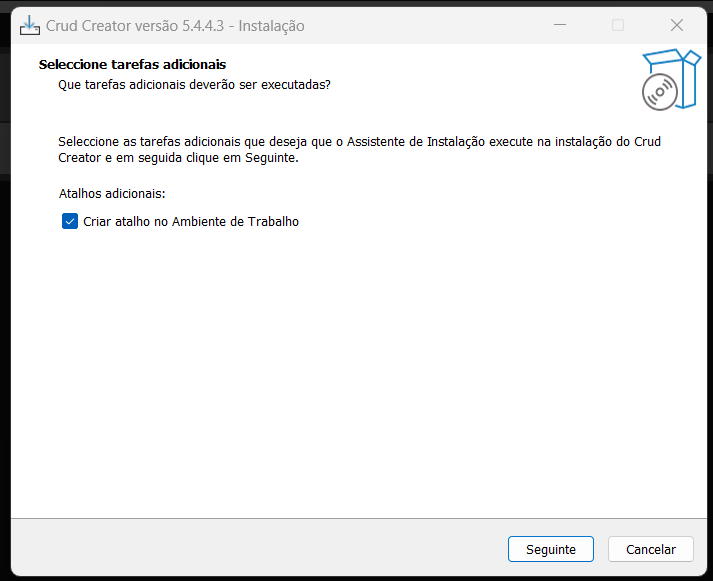 Crud Creator versão 5.4.4.3 - Instalação
Seleccione tarefas adicionais
Que tarefas adicionais deverão ser executadas?
Seleccione as tarefas adicionais que deseja que o Assistente de Instalação execute na instalação do Crud
Creator e em seguida clique em Seguinte.
Atalhos adicionais:
Criar atalho no Ambiente de Trabalho
Seguinte
Cancelar